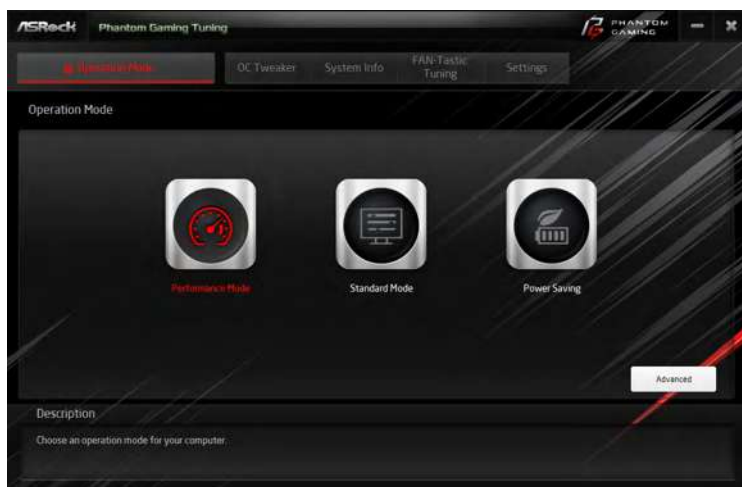 ASRock Phantom Gaming Tuning PHANTOM GAMING
Operation Mode OC Tweaker System Info FAN-Tastic Tuning Settings
Operation Mode
Performance Mode Standard Mode Power Saving
Advanced
Description
Choose an operation mode for your computer.